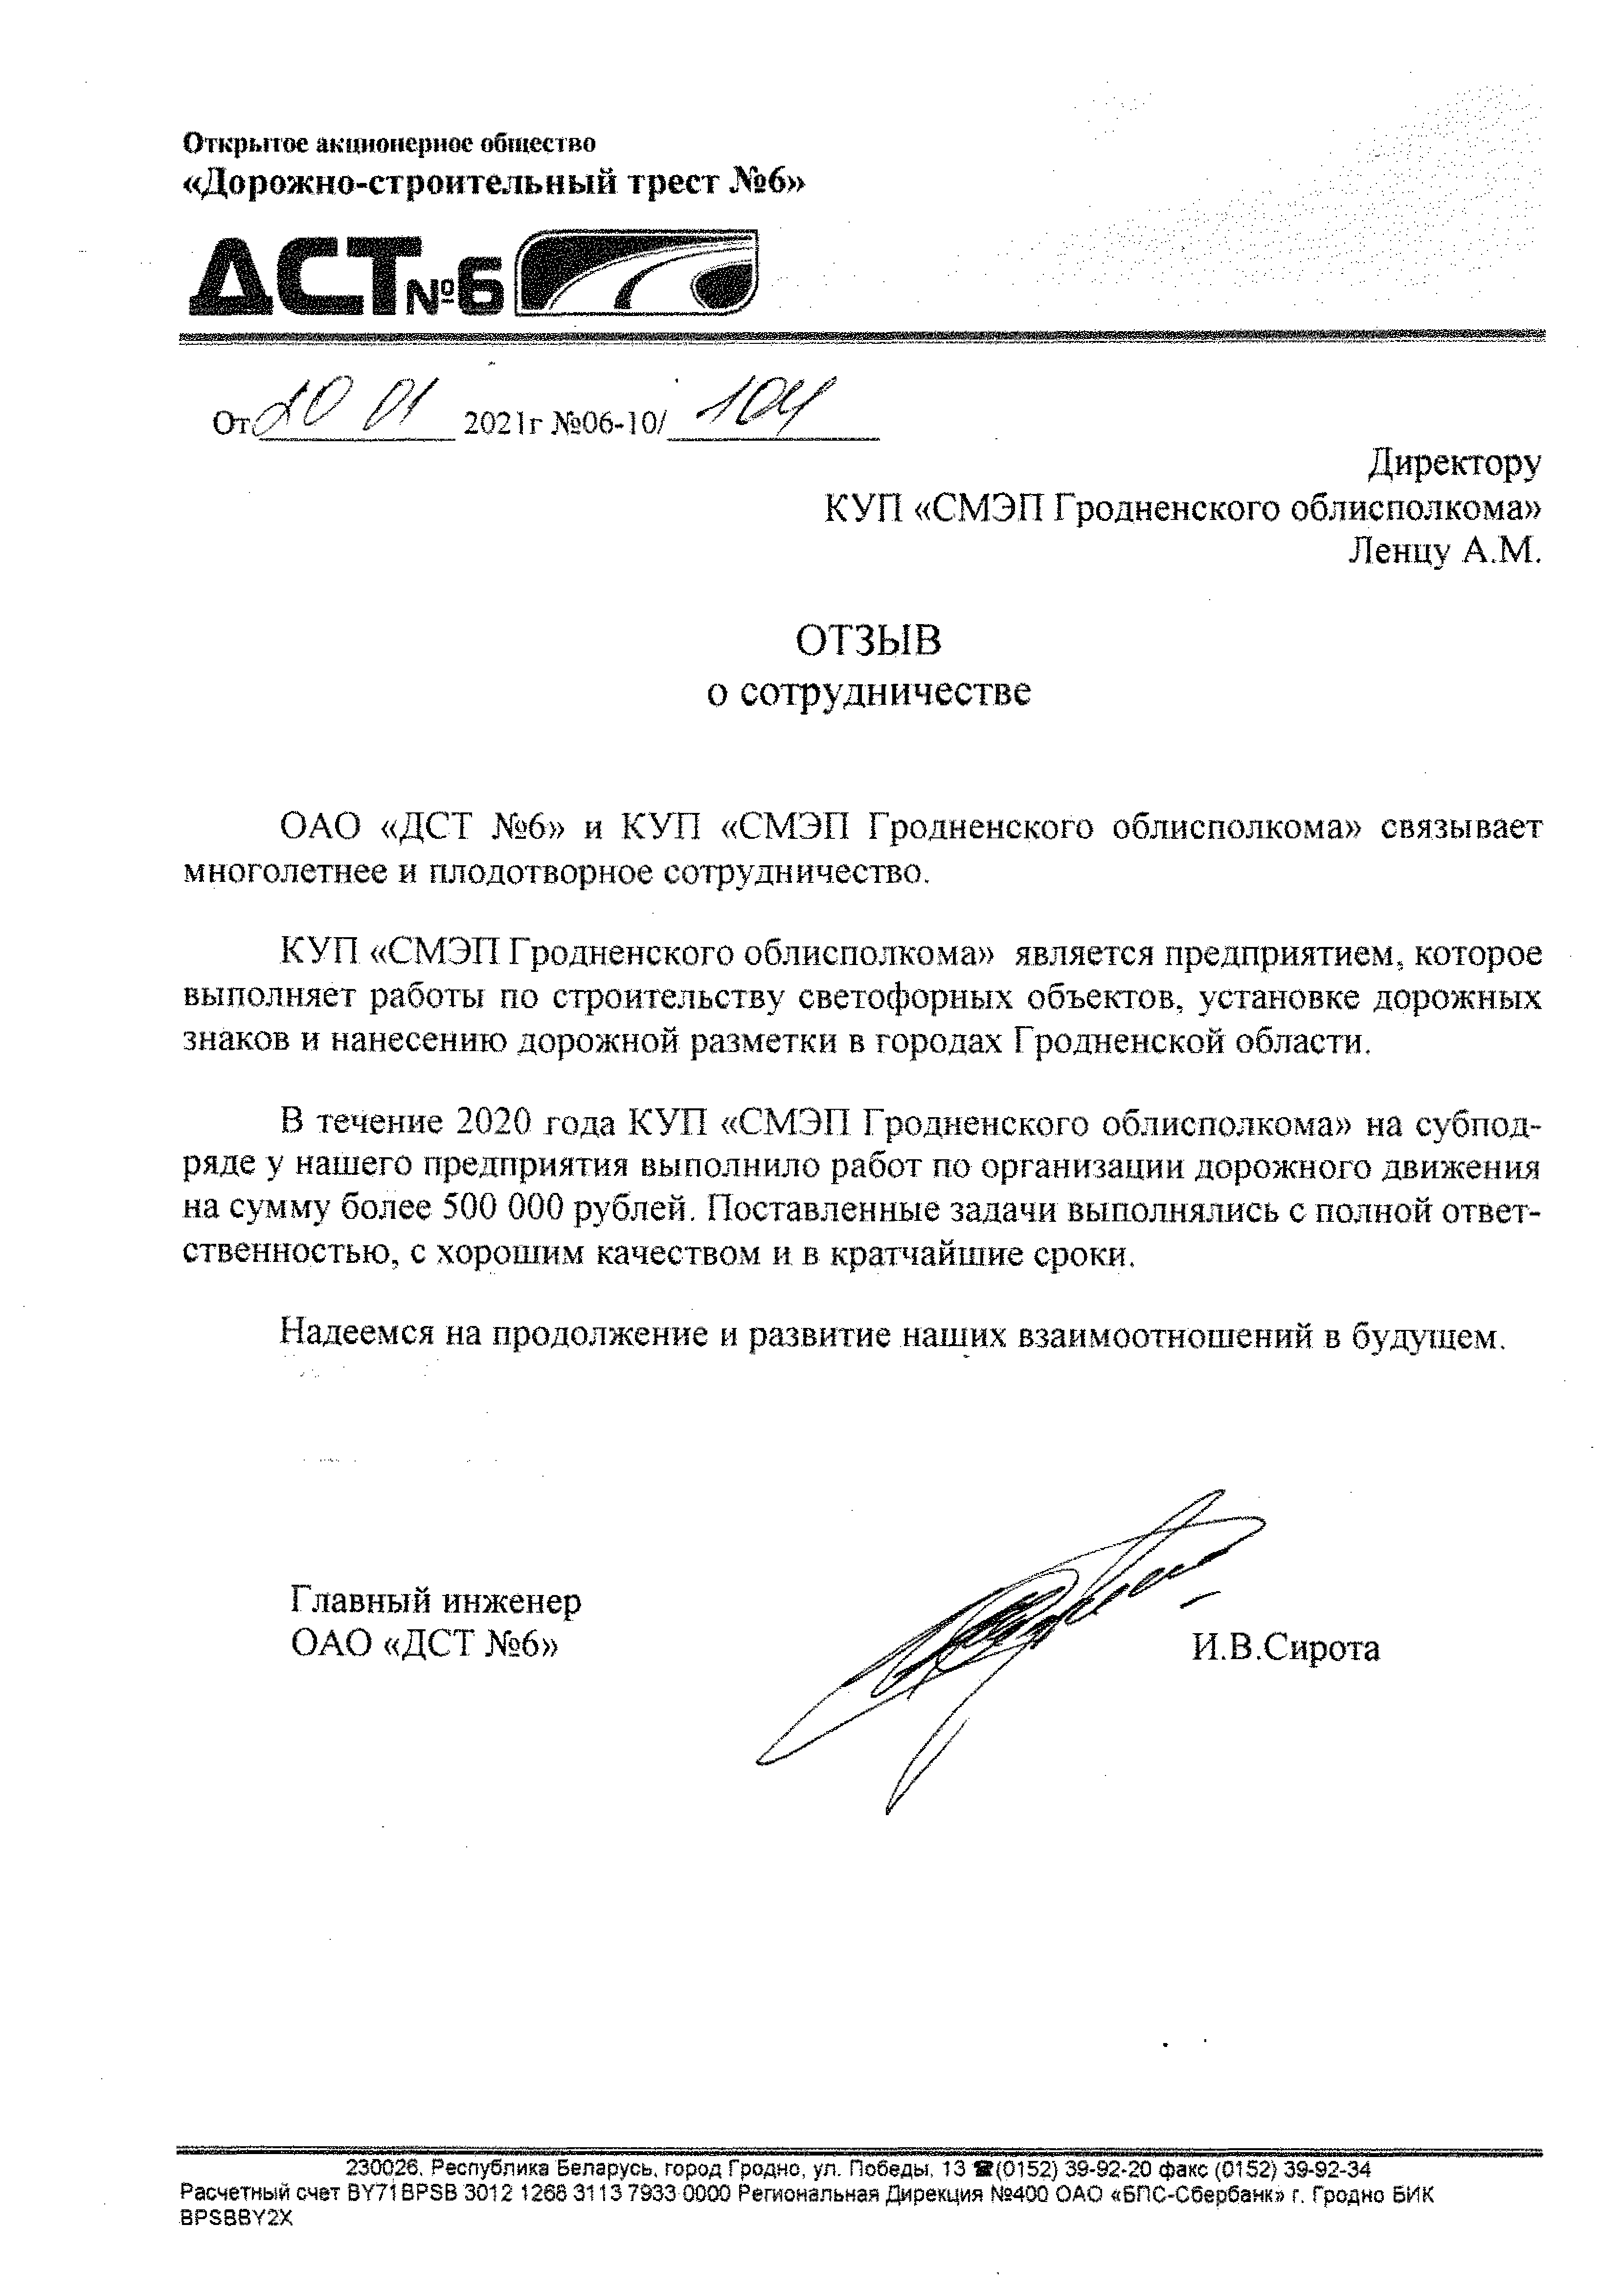 Открытое акционерное общество
«Дорожно-строительный трест №6»
ДСТ№6
От 20 01 2021г №06-10/ 104
Директору
КУП «СМЭП Гродненского облисполкома»
Ленцу А.М.
ОТЗЫВ
о сотрудничестве
ОАО «ДСТ №6» и КУП «СМЭП Гродненского облисполкома» связывает
многолетнее и плодотворное сотрудничество.
КУП «СМЭП Гродненского облисполкома» является предприятием, которое
выполняет работы по строительству светофорных объектов, установке дорожных
знаков и нанесению дорожной разметки в городах Гродненской области.
В течение 2020 года КУП «СМЭП Гродненского облисполкома» на субпод-
ряде у нашего предприятия выполнило работ по организации дорожного движения
на сумму более 500 000 рублей. Поставленные задачи выполнялись с полной ответ-
ственностью, с хорошим качеством и в кратчайшие сроки.
Надеемся на продолжение и развитие наших взаимоотношений в будущем.
Главный инженер
ОАО «ДСТ №6»
И.В.Сирота
230026, Республика Беларусь, город Гродно, ул. Победы, 13 ☎(0152) 39-92-20 факс (0152) 39-92-34
Расчетный счет BY71BPSB 3012 1268 3113 7933 0000 Региональная Дирекция №400 ОАО «БПС-Сбербанк» г. Гродно БИК
BPSBBY2X